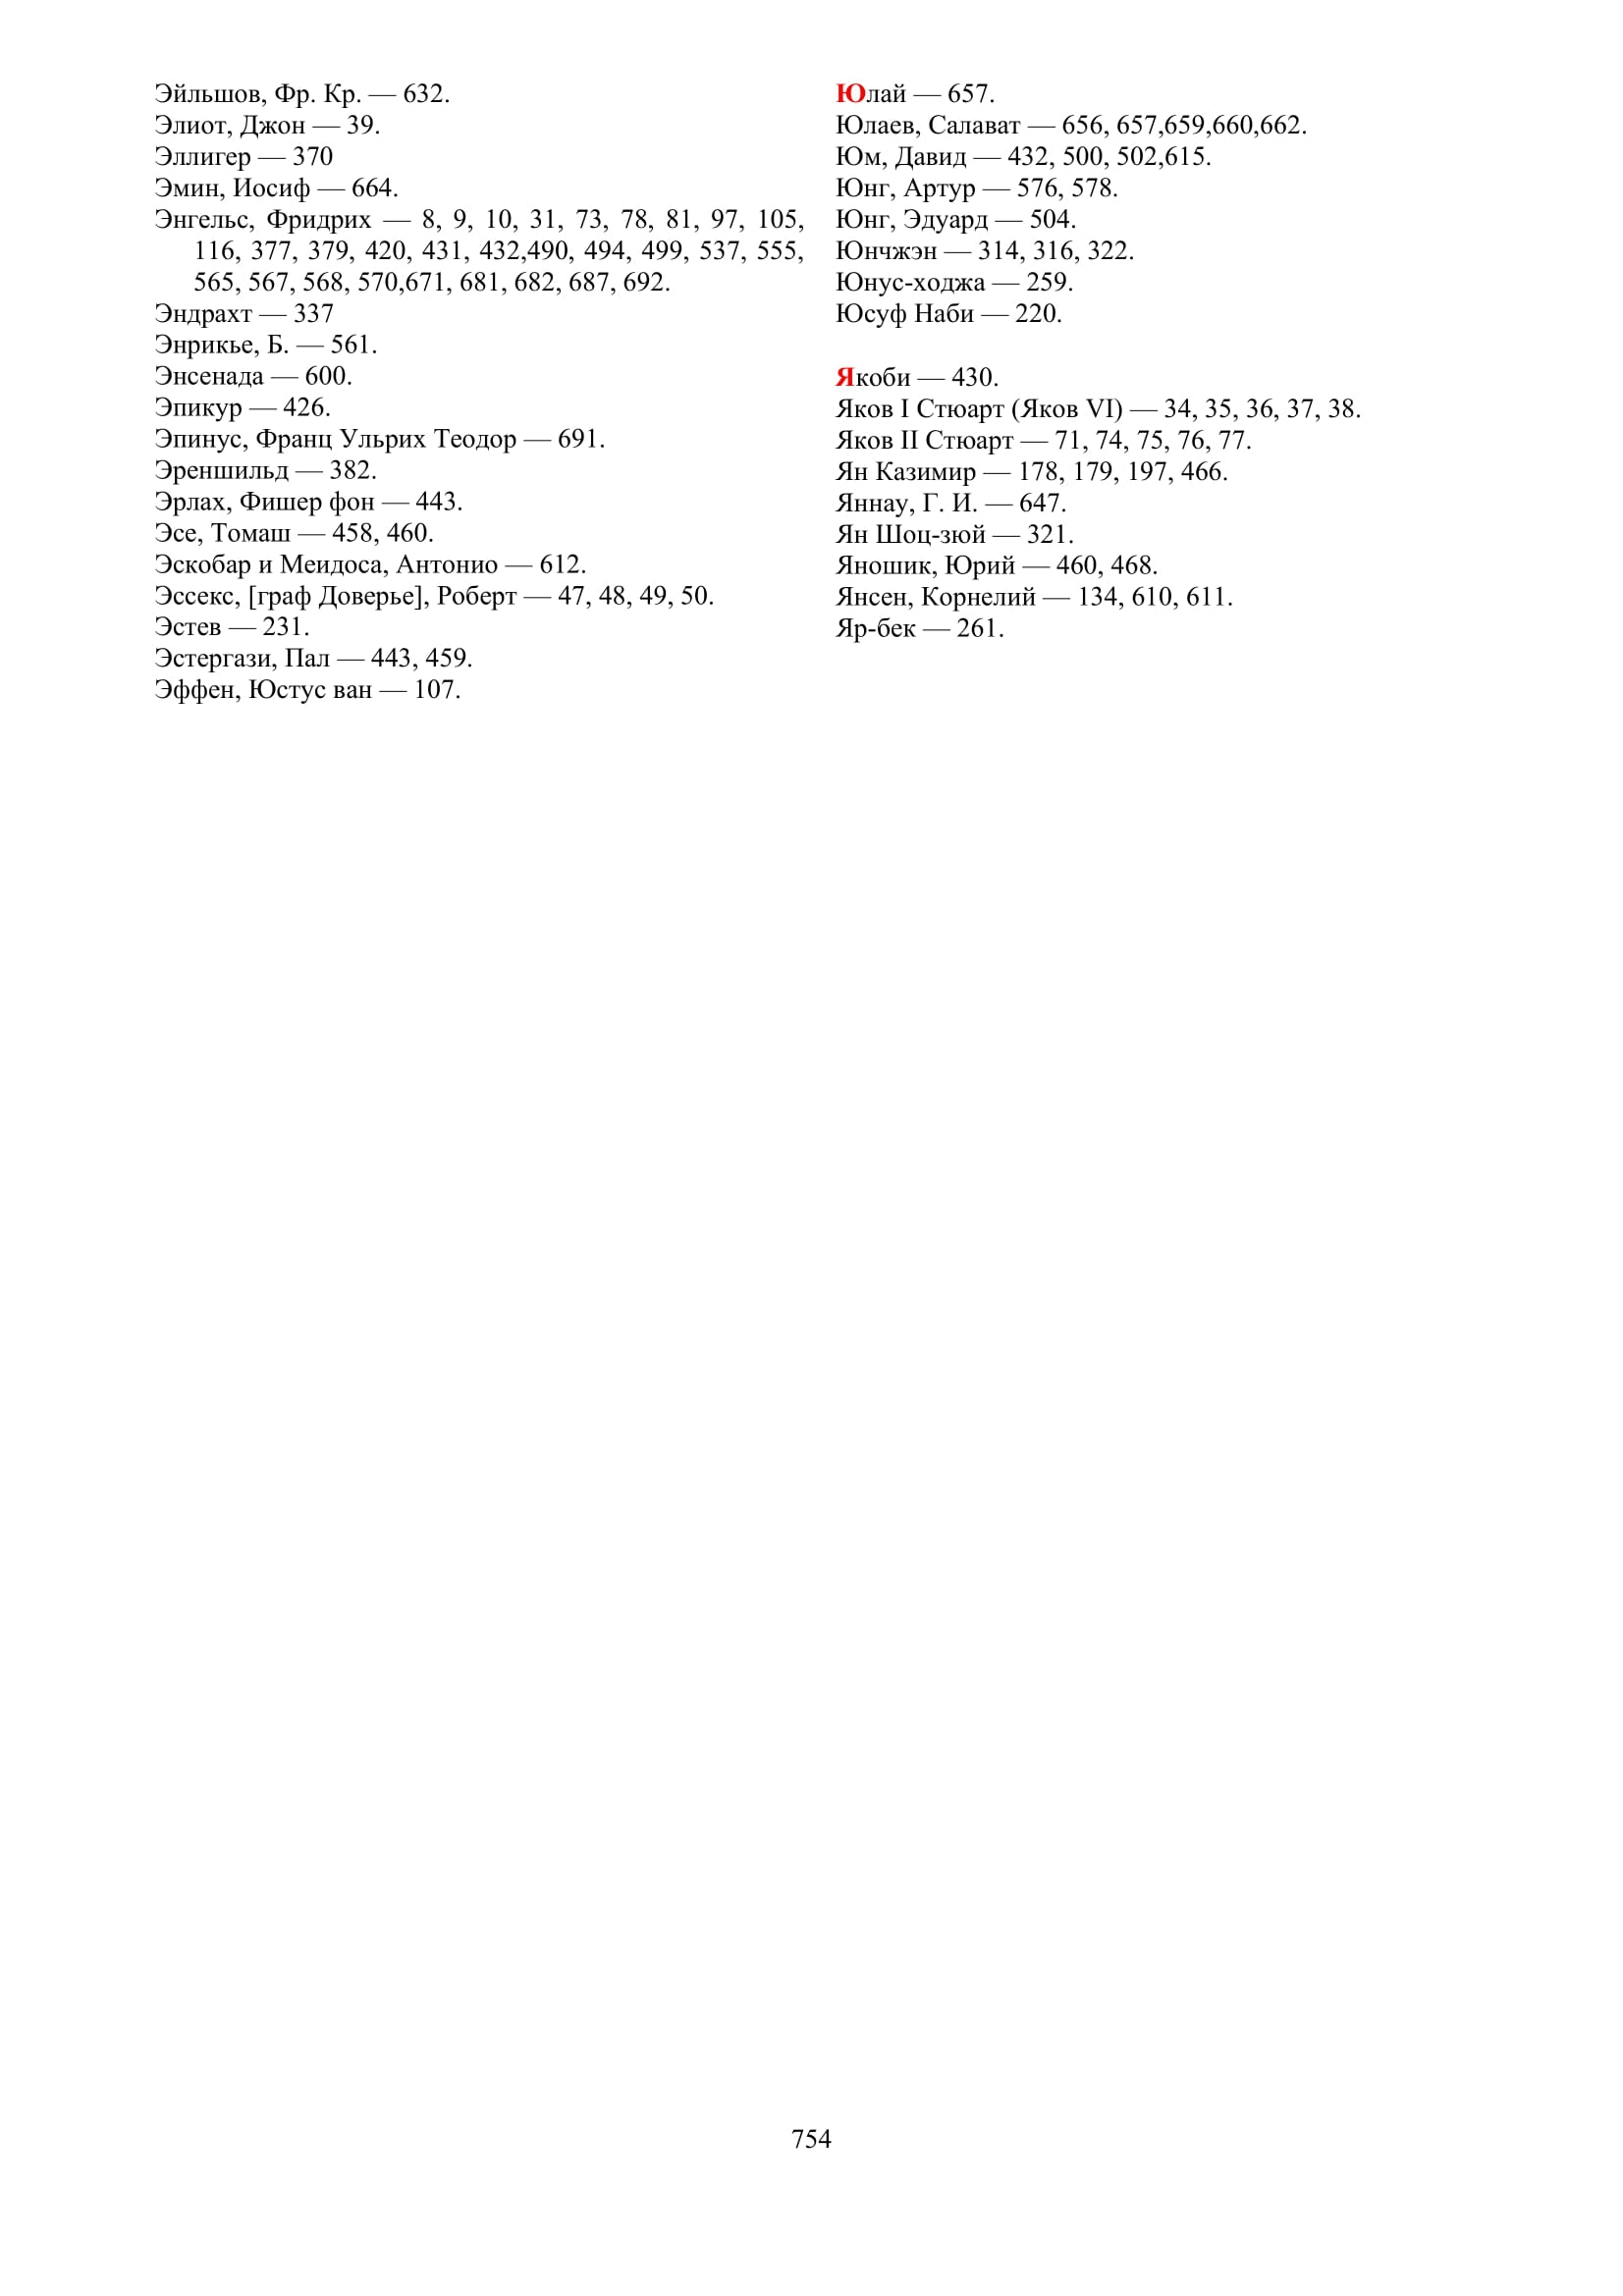 Эйльшов, Фр. Кр. — 632.
Элиот, Джон — 39.
Эллигер — 370
Эмин, Иосиф — 664.
Энгельс, Фридрих — 8, 9, 10, 31, 73, 78, 81, 97, 105,
116, 377, 379, 420, 431, 432,490, 494, 499, 537, 555,
565, 567, 568, 570,671, 681, 682, 687, 692.
Эндрахт — 337
Энрикье, Б. — 561.
Энсенада — 600.
Эпикур — 426.
Эпинус, Франц Ульрих Теодор — 691.
Эреншильд — 382.
Эрлах, Фишер фон — 443.
Эсе, Томаш — 458, 460.
Эскобар и Меидоса, Антонио — 612.
Эссекс, [граф Доверье], Роберт — 47, 48, 49, 50.
Эстев — 231.
Эстергази, Пал — 443, 459.
Эффен, Юстус ван — 107.
Юлай — 657.
Юлаев, Салават — 656, 657,659,660,662.
Юм, Давид — 432, 500, 502,615.
Юнг, Артур — 576, 578.
Юнг, Эдуард — 504.
Юнчжэн — 314, 316, 322.
Юнус-ходжа — 259.
Юсуф Наби — 220.
Якоби — 430.
Яков I Стюарт (Яков VI) — 34, 35, 36, 37, 38.
Яков II Стюарт — 71, 74, 75, 76, 77.
Ян Казимир — 178, 179, 197, 466.
Яннау, Г. И. — 647.
Ян Шоц-зюй — 321.
Яношик, Юрий — 460, 468.
Янсен, Корнелий — 134, 610, 611.
Яр-бек — 261.
754